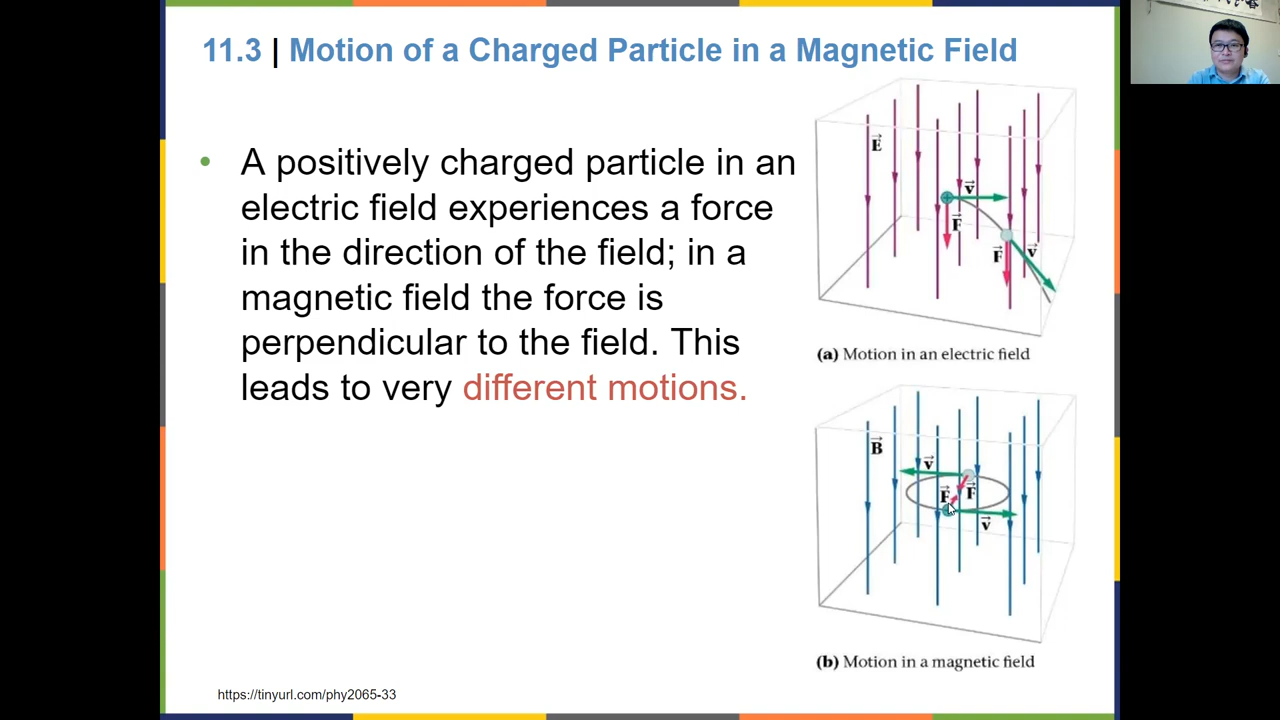 11.3 | Motion of a Charged Particle in a Magnetic Field
• A positively charged particle in an
electric field experiences a force
in the direction of the field; in a
magnetic field the force is
perpendicular to the field. This
leads to very different motions.
E⃗
v⃗
F⃗
F⃗
v⃗
(a) Motion in an electric field
B⃗
v⃗
F⃗
F⃗
v⃗
(b) Motion in a magnetic field
https://tinyurl.com/phy2065-33